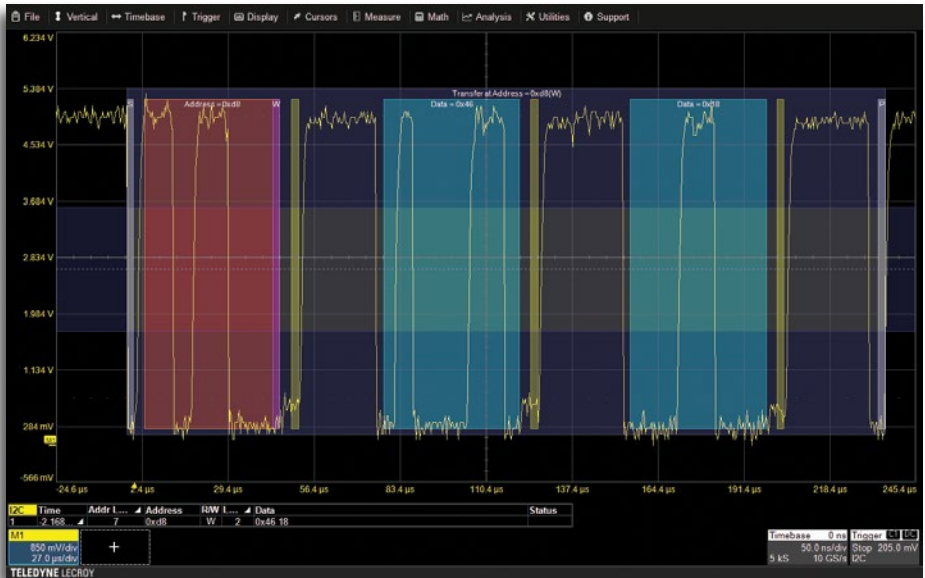 File Vertical Timebase Trigger Display Cursors Measure Math Analysis Utilities Support
6.234 V
5.384 V
Transfer at Address = 0xd8(W)
S Address = 0xd8 W Data = 0x46 Data = 0x18 P
4.534 V
3.684 V
2.834 V
1.984 V
1.134 V
284 mV
M1
-566 mV
-24.6 µs 2.4 µs 29.4 µs 56.4 µs 83.4 µs 110.4 µs 137.4 µs 164.4 µs 191.4 µs 218.4 µs 245.4 µs
I2C Time Addr L... Address R/W L... Data Status
1 -2.168... 7 0xd8 W 2 0x46 18
M1
850 mV/div
27.0 µs/div
+
Timebase 0 ns Trigger C1 DC
50.0 ns/div Stop 205.0 mV
5 kS 10 GS/s I2C
TELEDYNE LECROY